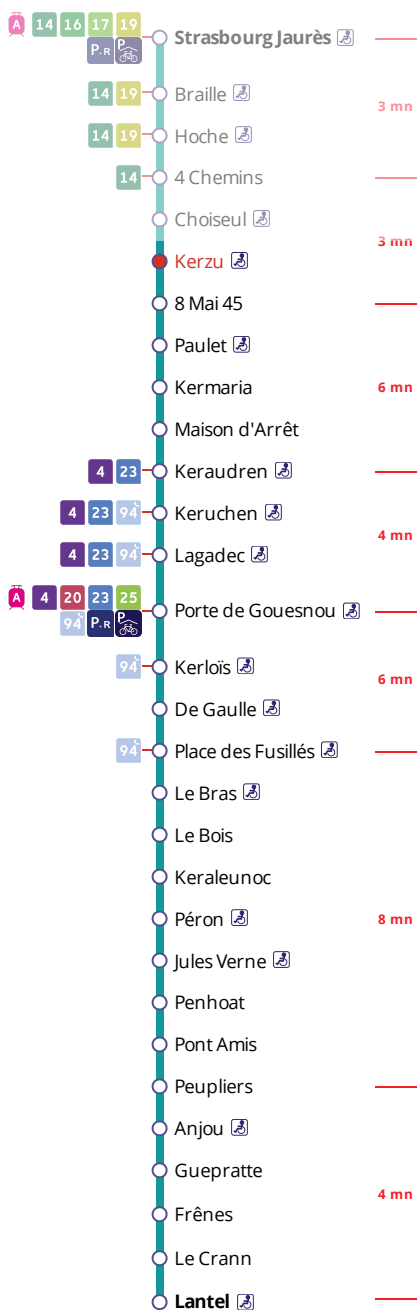 A 14 16 17 19
P.R P
Strasbourg Jaurès
14 19 Braille
3 mn
14 19 Hoche
14 4 Chemins
Choiseul
3 mn
Kerzu
8 Mai 45
Paulet
Kermaria
6 mn
Maison d'Arrêt
4 23 Keraudren
4 23 94 Keruchen
4 mn
4 23 94 Lagadec
A 4 20 23 25
94 P.R P
Porte de Gouesnou
94 Kerloïs
6 mn
De Gaulle
94 Place des Fusillés
Le Bras
Le Bois
Keraleunoc
Péron
8 mn
Jules Verne
Penhoat
Pont Amis
Peupliers
Anjou
Guepratte
4 mn
Frênes
Le Crann
Lantel